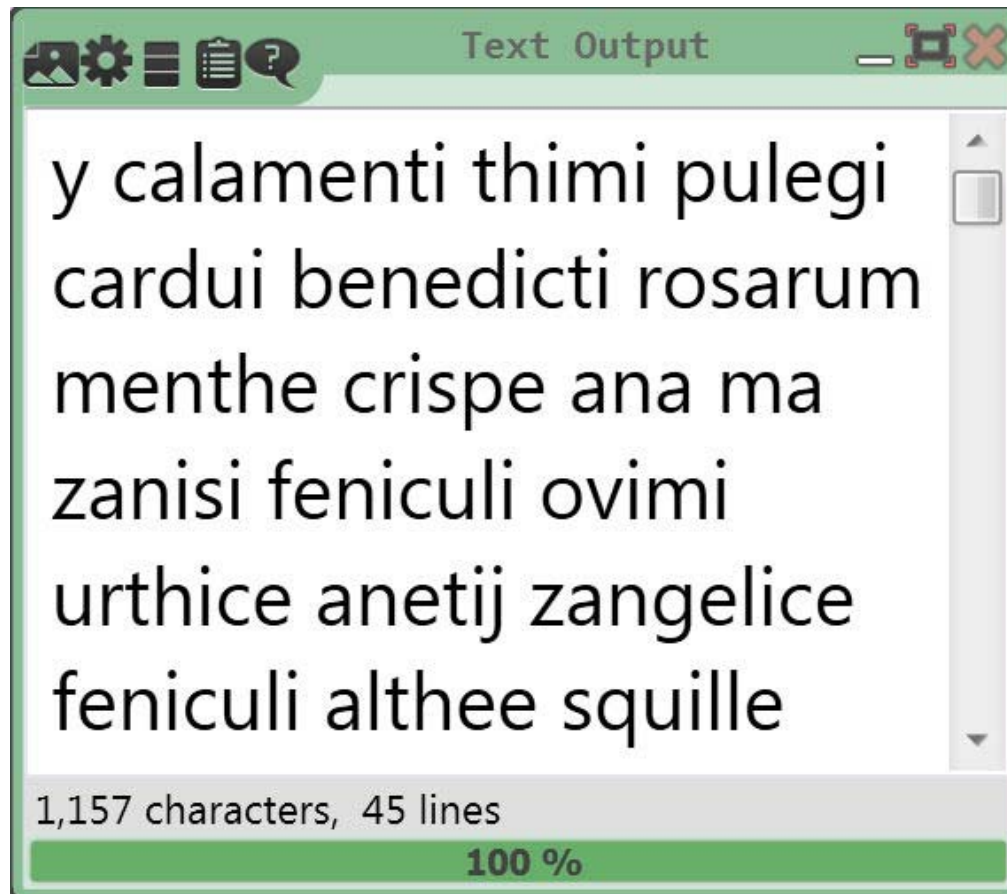 Text Output
y calamenti thimi pulegi
cardui benedicti rosarum
menthe crispe ana ma
zanisi feniculi ovimi
urthice anetij zangelice
feniculi althee squille
1,157 characters, 45 lines
100 %